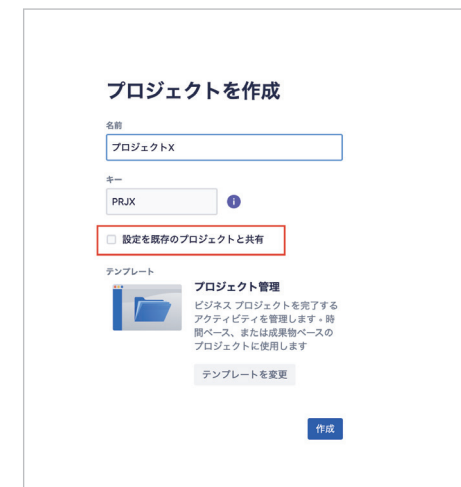 プロジェクトを作成
名前
プロジェクトX
キー
PRJX
設定を既存のプロジェクトと共有
テンプレート
プロジェクト管理
ビジネス プロジェクトを完了する
アクティビティを管理します。時
間ベース、または成果物ベースの
プロジェクトに使用します
テンプレートを変更
作成